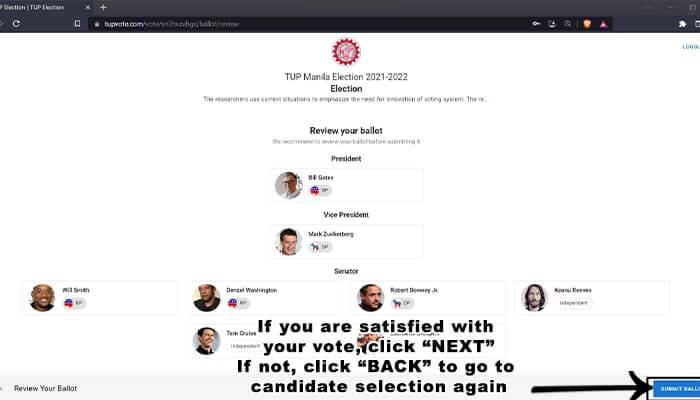 P Election | TUP Election
tupvote.com/vote/sn3hvzvbgx/ballot/review
LOGOU
TUP Manila Election 2021-2022
Election
The researchers use current situations to emphasize the need for innovation of voting system. The re...
Review your ballot
We recommend to review your ballot before submitting it
President
Bill Gates
RP
Vice President
Mark Zuckerberg
DP
Senator
Will Smith
RP
Denzel Washington
RP
Robert Downey Jr.
DP
Keanu Reeves
Independent
Tom Cruise
Independent
If you are satisfied with
your vote, click “NEXT”
If not, click “BACK” to go to
candidate selection again
Review Your Ballot
SUBMIT BALLO